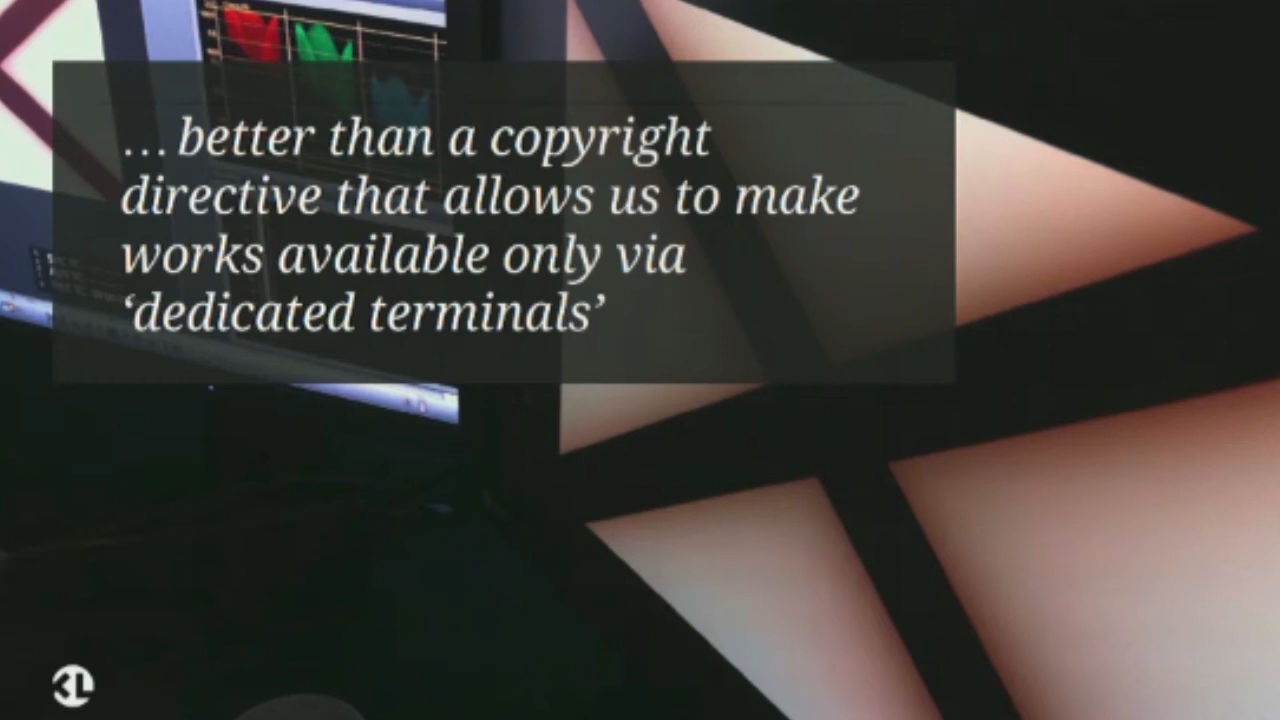 … better than a copyright
directive that allows us to make
works available only via
‘dedicated terminals’